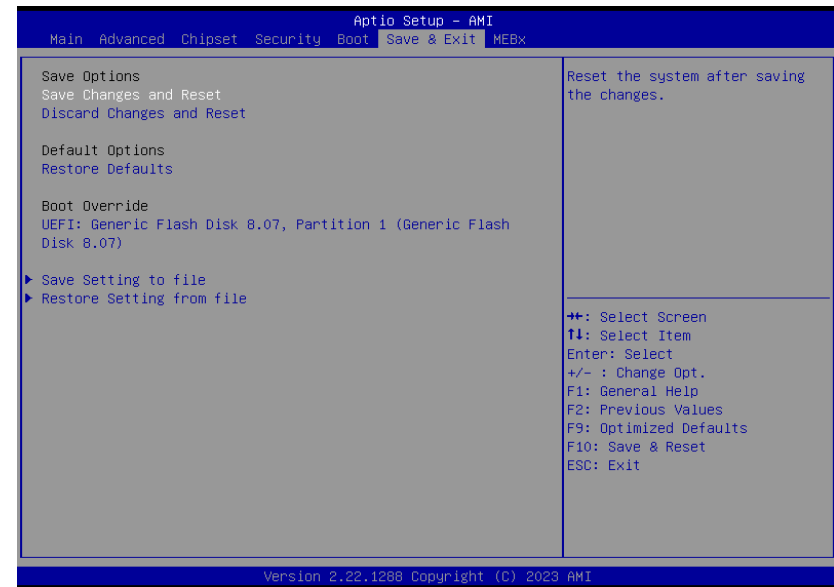 Aptio Setup – AMI
Main Advanced Chipset Security Boot Save & Exit MEBx
Save Options
Save Changes and Reset
Discard Changes and Reset
Default Options
Restore Defaults
Boot Override
UEFI: Generic Flash Disk 8.07, Partition 1 (Generic Flash
Disk 8.07)
▶ Save Setting to file
▶ Restore Setting from file
Reset the system after saving
the changes.
→←: Select Screen
↑↓: Select Item
Enter: Select
+/- : Change Opt.
F1: General Help
F2: Previous Values
F9: Optimized Defaults
F10: Save & Reset
ESC: Exit
Version 2.22.1288 Copyright (C) 2023 AMI